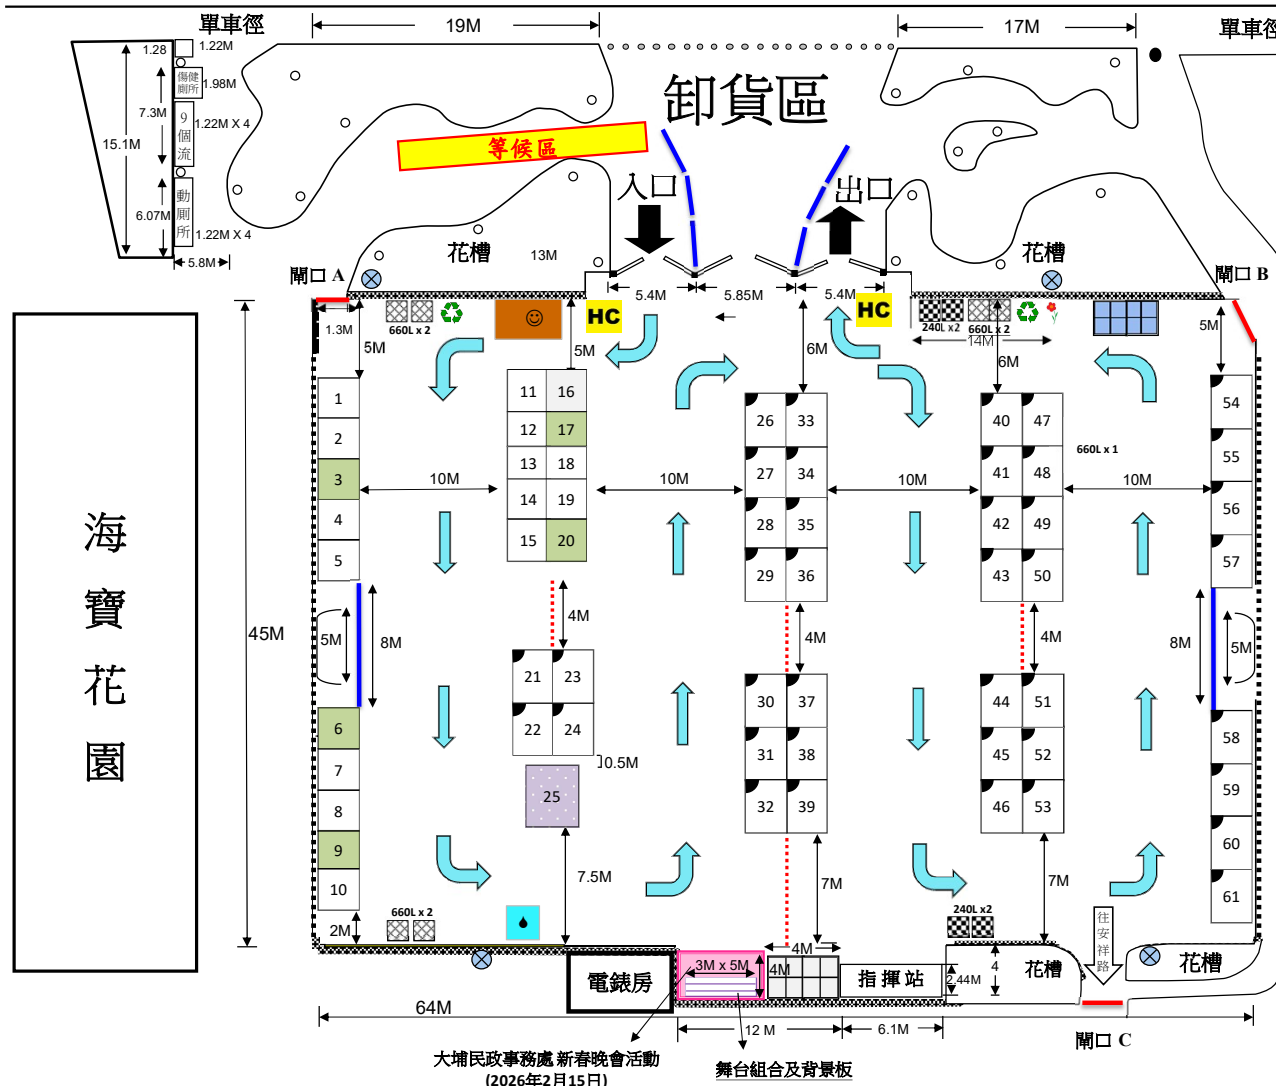 單車徑
19M
17M
單車徑
1.28
1.22M
傷健
廁所
1.98M
7.3M
9個流
1.22M X 4
15.1M
動廁所
6.07M
1.22M X 4
5.8M
卸貨區
等候區
入口
出口
花槽
13M
花槽
閘口 A
閘口 B
5.4M
5.85M
5.4M
HC
HC
1.3M
660L x 2
240L x2
660L x 2
14M
5M
5M
6M
6M
5M
1
2
3
4
5
6
7
8
9
10
11
16
12
17
13
18
14
19
15
20
21
23
22
24
25
26
33
27
34
28
35
29
36
30
37
31
38
32
39
40
47
41
48
42
49
43
50
44
51
45
52
46
53
54
55
56
57
58
59
60
61
660L x 1
10M
10M
10M
10M
海寶花園
45M
5M
8M
4M
4M
4M
8M
5M
0.5M
7.5M
7M
7M
2M
660L x 2
240L x2
往安祥路
電錶房
3M x 5M
4M
4M
指揮站
2.44M
4
花槽
花槽
64M
12 M
6.1M
閘口 C
大埔民政事務處 新春晚會活動
(2026年2月15日)
舞台組合及背景板